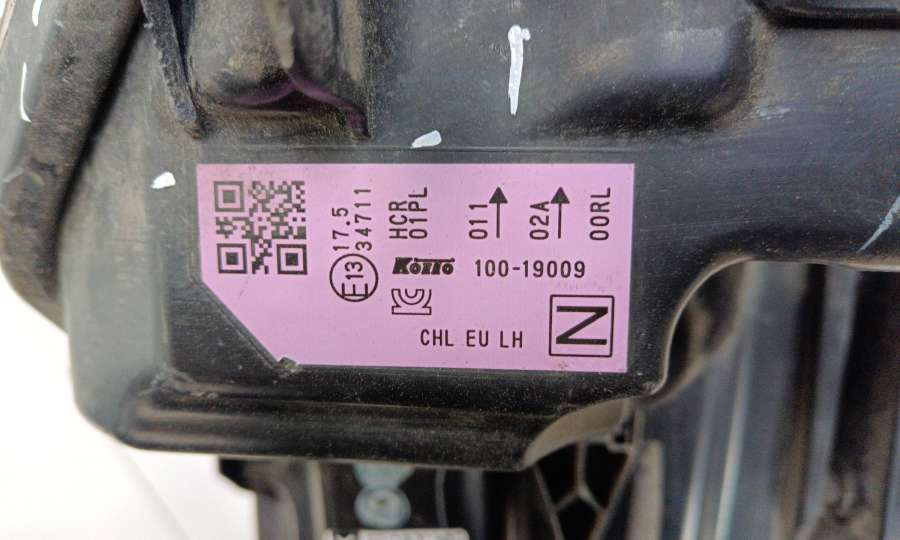 17.5
34711
E13
HCR
01PL
011
02A
00RL
KOITO 100-19009
CHL EU LH
N